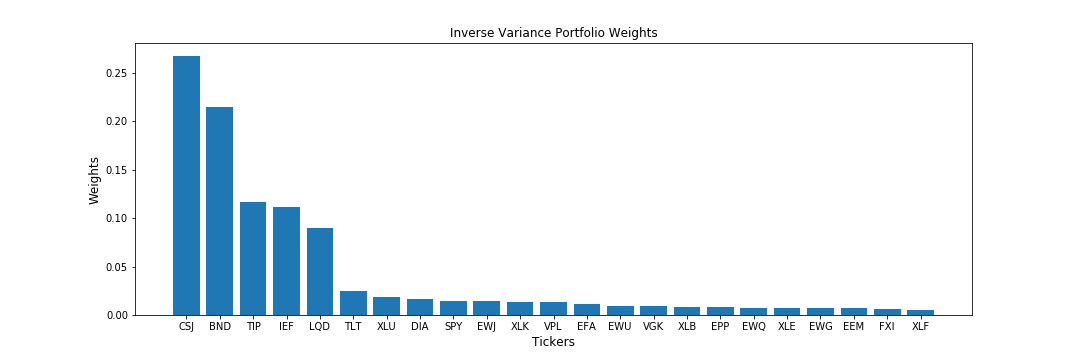 Inverse Variance Portfolio Weights
0.25
0.20
0.15
0.10
0.05
0.00
Weights
CSJ BND TIP IEF LQD TLT XLU DIA SPY EWJ XLK VPL EFA EWU VGK XLB EPP EWQ XLE EWG EEM FXI XLF
Tickers